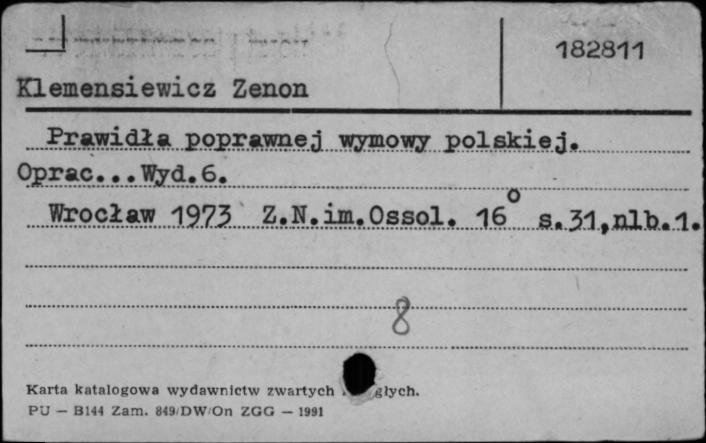 182811
Klemensiewicz Zenon
Prawidła poprawnej wymowy polskiej.
Oprac...Wyd.6.
Wrocław 1973 Z.N.im.Ossol. 16° s.31,nlb.1.
8
Karta katalogowa wydawnictw zwartych głych.
PU — B144 Zam. 849/DW/On ZGG — 1991